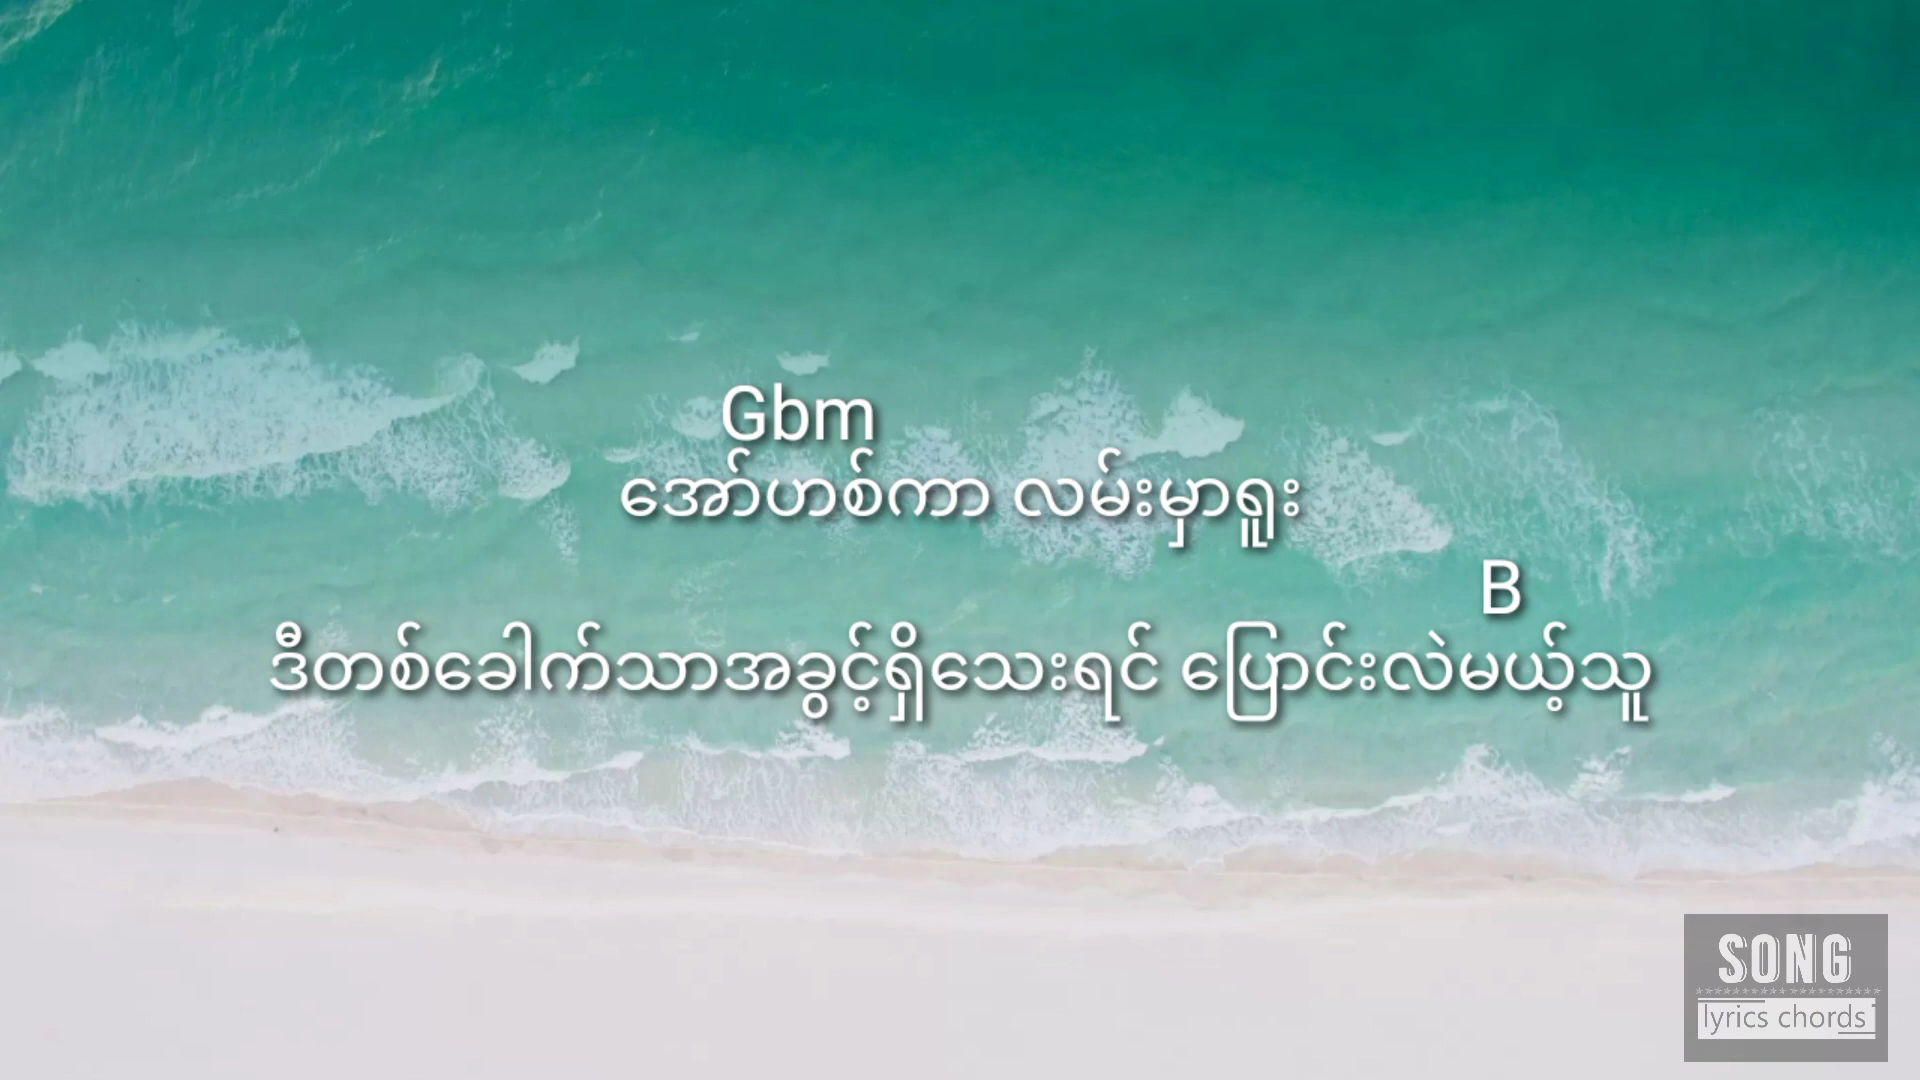 Gbm
အော်ဟစ်ကာ လမ်းမှာရူး
B
ဒီတစ်ခေါက်သာအခွင့်ရှိသေးရင် ပြောင်းလဲမယ့်သူ
SONG
lyrics chords